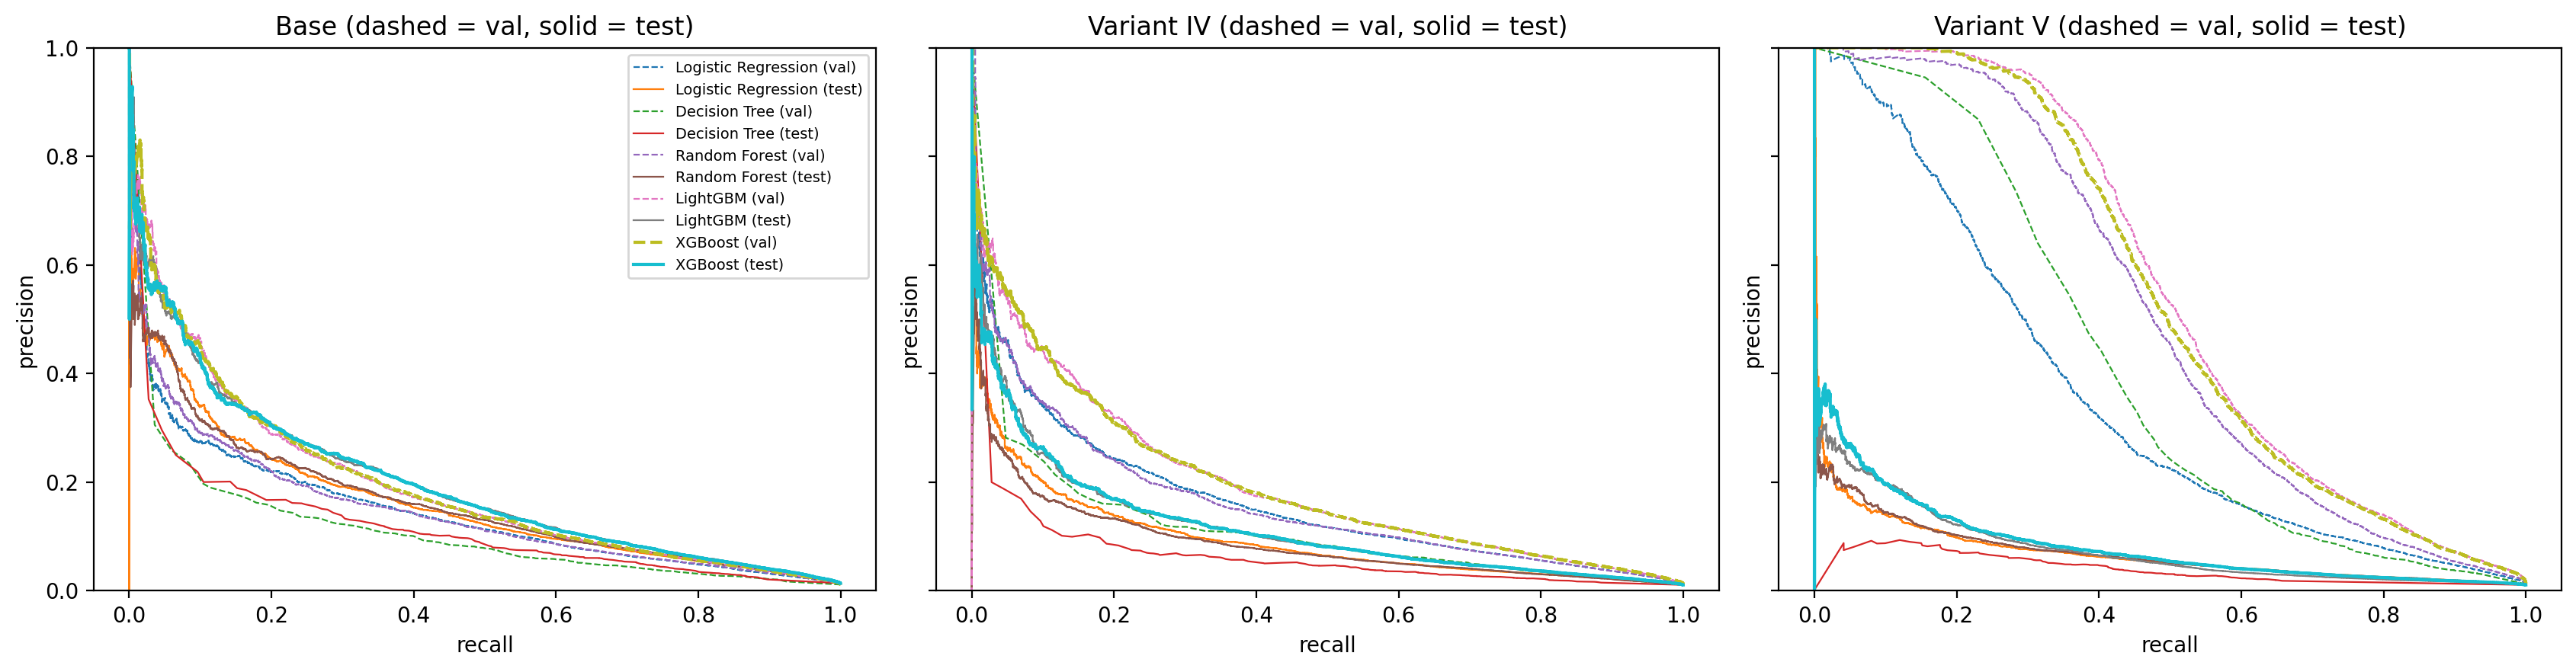 Base (dashed = val, solid = test)
1.0
0.8
0.6
0.4
0.2
0.0
precision
0.0 0.2 0.4 0.6 0.8 1.0
recall
Logistic Regression (val)
Logistic Regression (test)
Decision Tree (val)
Decision Tree (test)
Random Forest (val)
Random Forest (test)
LightGBM (val)
LightGBM (test)
XGBoost (val)
XGBoost (test)
Variant IV (dashed = val, solid = test)
precision
0.0 0.2 0.4 0.6 0.8 1.0
recall
Variant V (dashed = val, solid = test)
precision
0.0 0.2 0.4 0.6 0.8 1.0
recall